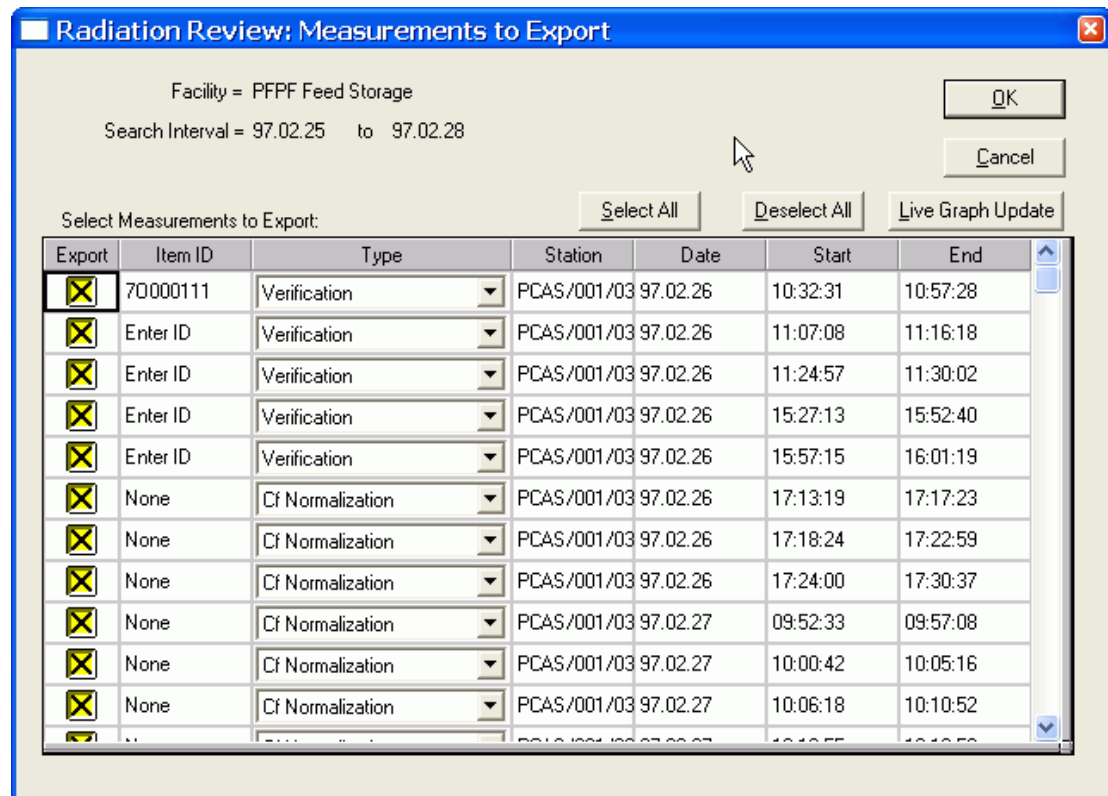 Radiation Review: Measurements to Export
Facility = PFPF Feed Storage
OK
Search Interval = 97.02.25 to 97.02.28
Cancel
Select All Deselect All Live Graph Update
Select Measurements to Export:
Export Item ID Type Station Date Start End
7O000111 Verification PCAS/001/03 97.02.26 10:32:31 10:57:28
Enter ID Verification PCAS/001/03 97.02.26 11:07:08 11:16:18
Enter ID Verification PCAS/001/03 97.02.26 11:24:57 11:30:02
Enter ID Verification PCAS/001/03 97.02.26 15:27:13 15:52:40
Enter ID Verification PCAS/001/03 97.02.26 15:57:15 16:01:19
None Cf Normalization PCAS/001/03 97.02.26 17:13:19 17:17:23
None Cf Normalization PCAS/001/03 97.02.26 17:18:24 17:22:59
None Cf Normalization PCAS/001/03 97.02.26 17:24:00 17:30:37
None Cf Normalization PCAS/001/03 97.02.27 09:52:33 09:57:08
None Cf Normalization PCAS/001/03 97.02.27 10:00:42 10:05:16
None Cf Normalization PCAS/001/03 97.02.27 10:06:18 10:10:52